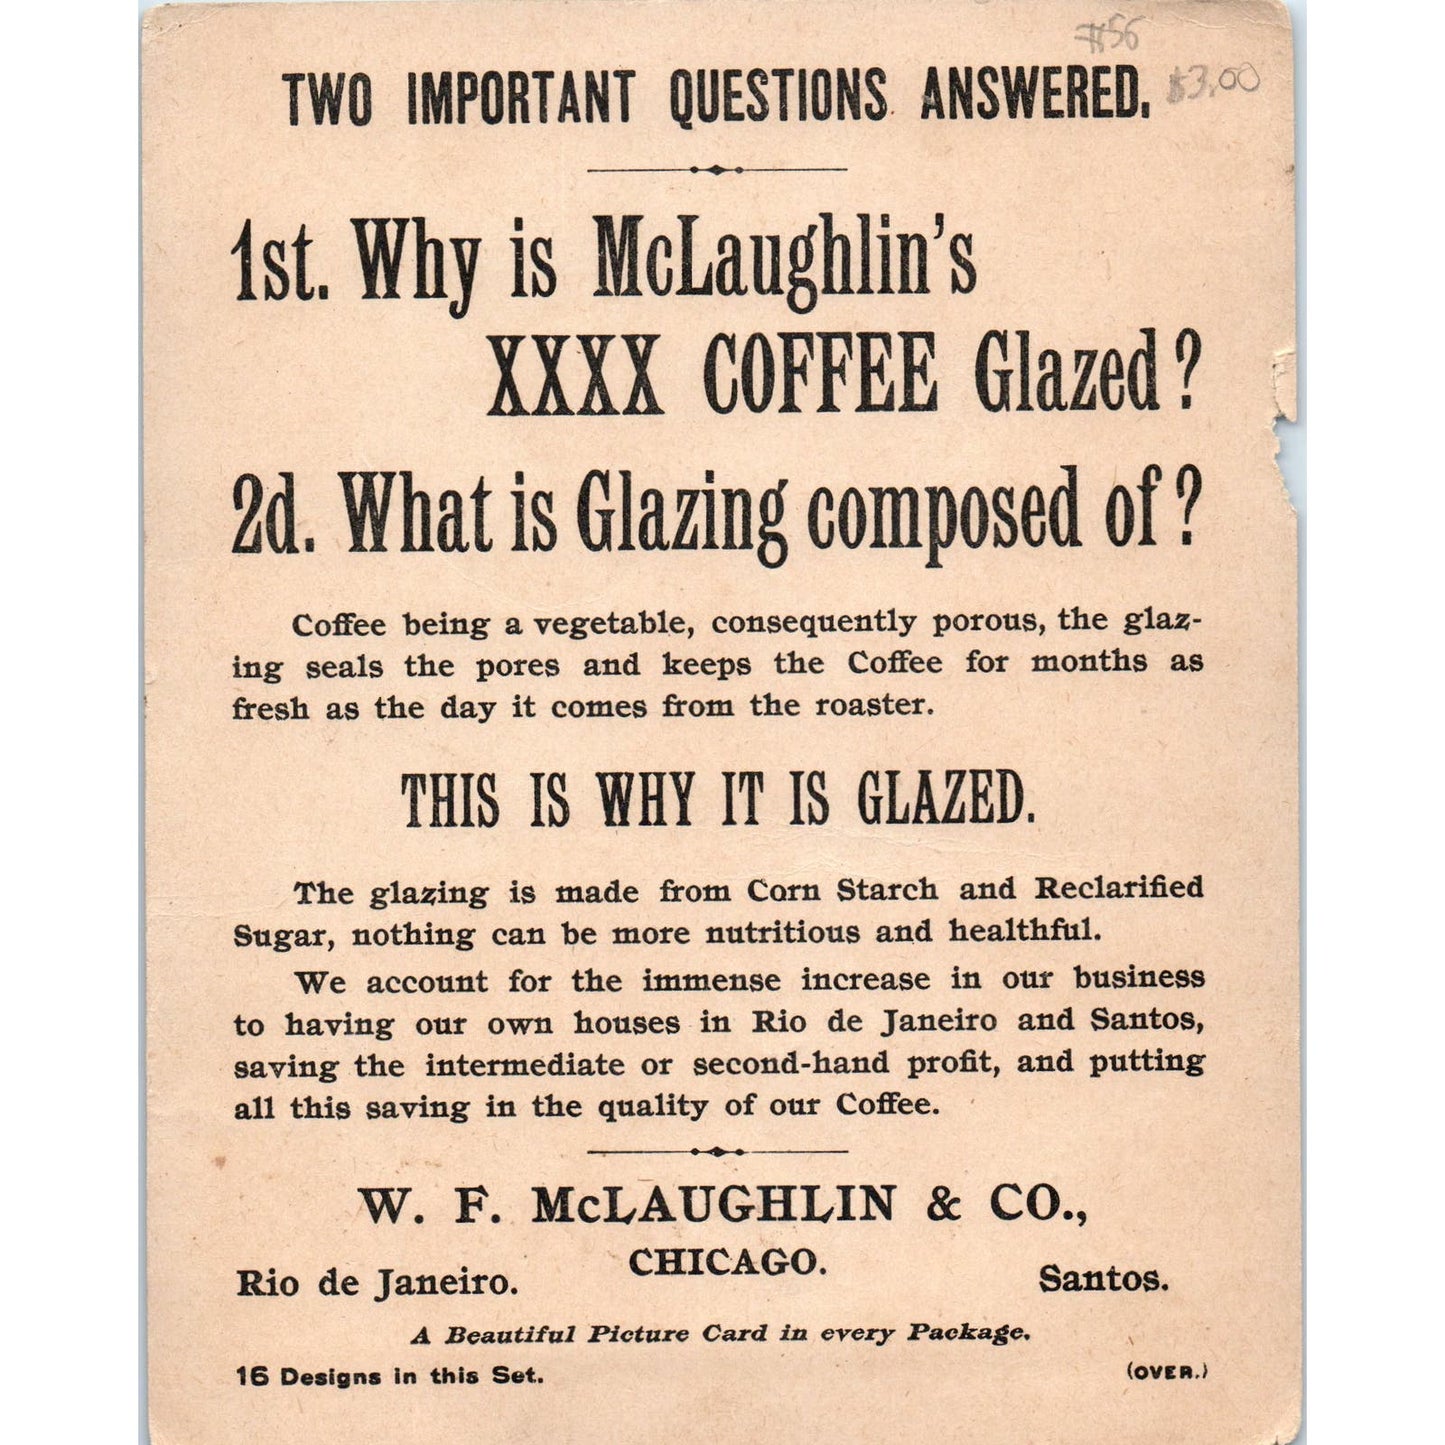 #56
TWO IMPORTANT QUESTIONS ANSWERED.
$3.00
1st. Why is McLaughlin's
XXXX COFFEE Glazed?
2d. What is Glazing composed of?
Coffee being a vegetable, consequently porous, the glaz-
ing seals the pores and keeps the Coffee for months as
fresh as the day it comes from the roaster.
THIS IS WHY IT IS GLAZED.
The glazing is made from Corn Starch and Reclarified
Sugar, nothing can be more nutritious and healthful.
We account for the immense increase in our business
to having our own houses in Rio de Janeiro and Santos,
saving the intermediate or second-hand profit, and putting
all this saving in the quality of our Coffee.
W. F. McLAUGHLIN & CO.,
CHICAGO.
Rio de Janeiro. Santos.
A Beautiful Picture Card in every Package.
16 Designs in this Set. (OVER.)